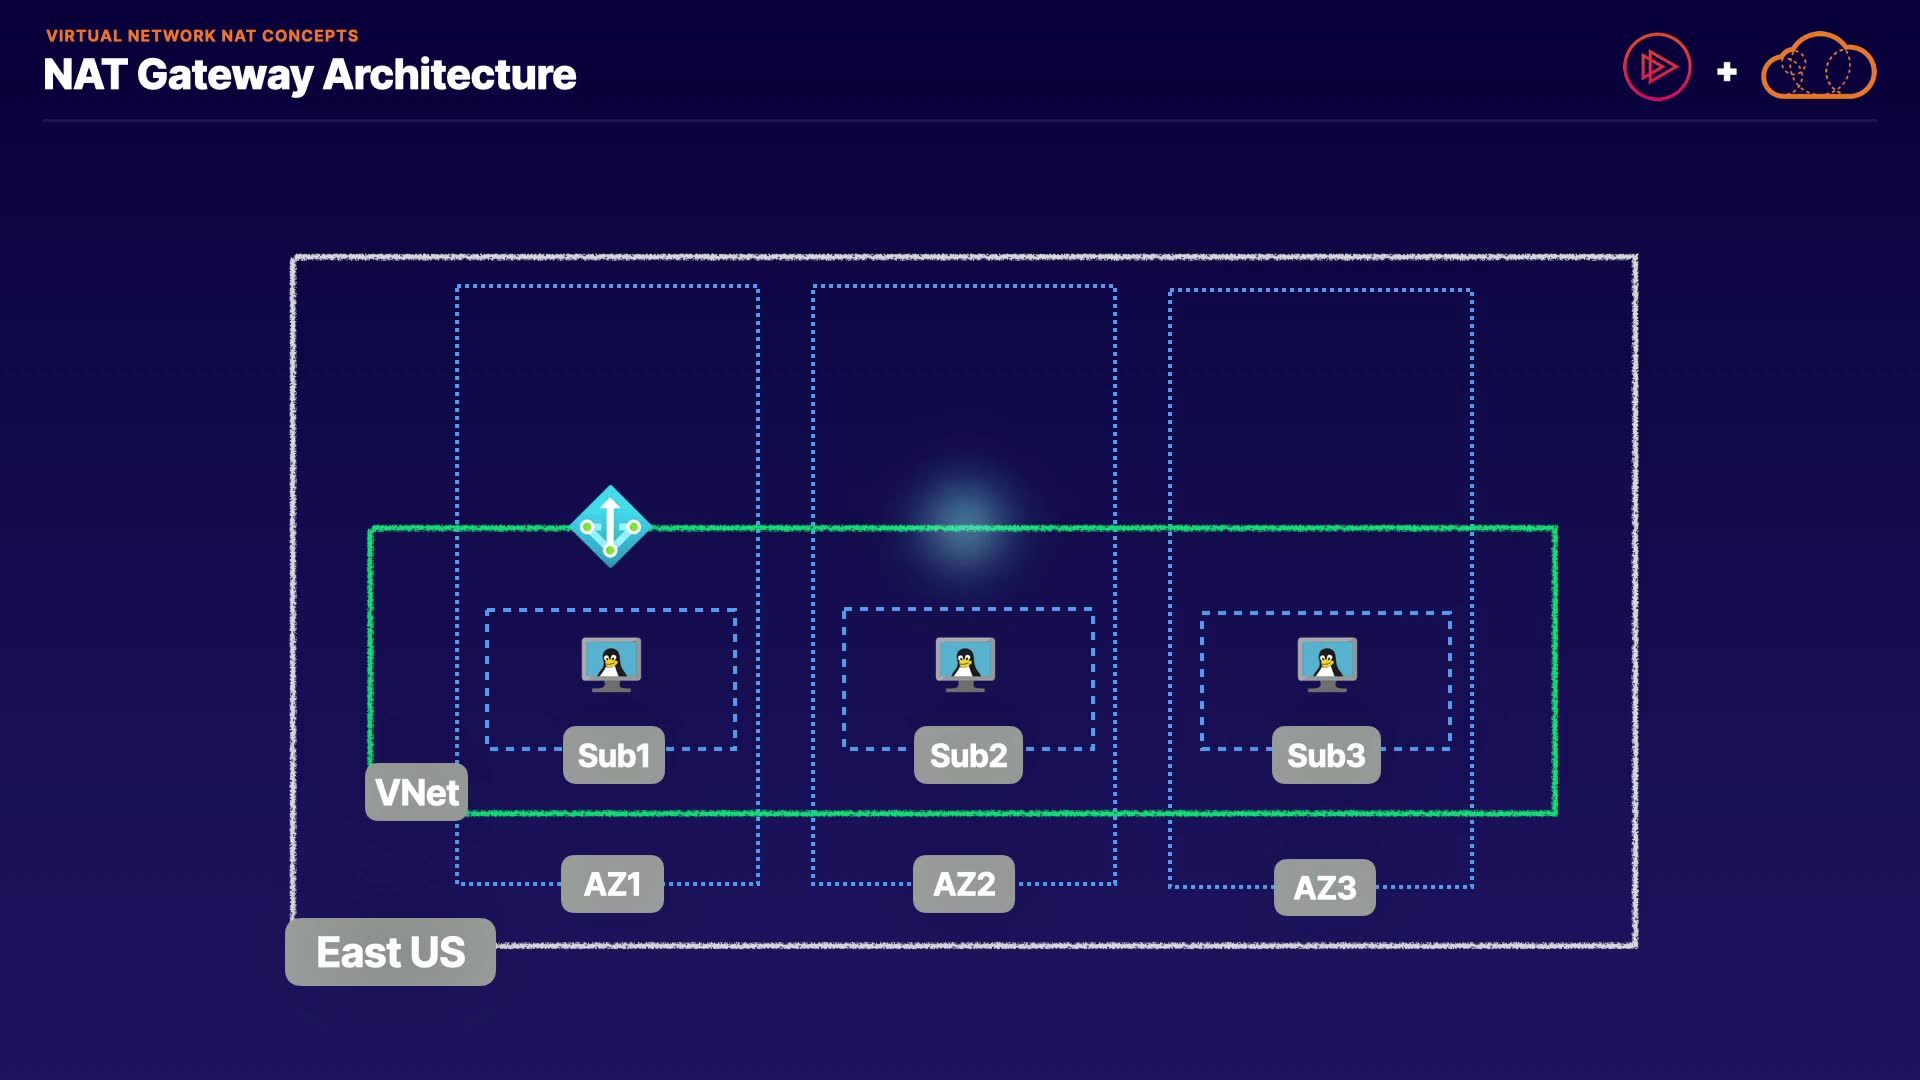 VIRTUAL NETWORK NAT CONCEPTS
NAT Gateway Architecture
Sub1
Sub2
Sub3
VNet
AZ1
AZ2
AZ3
East US